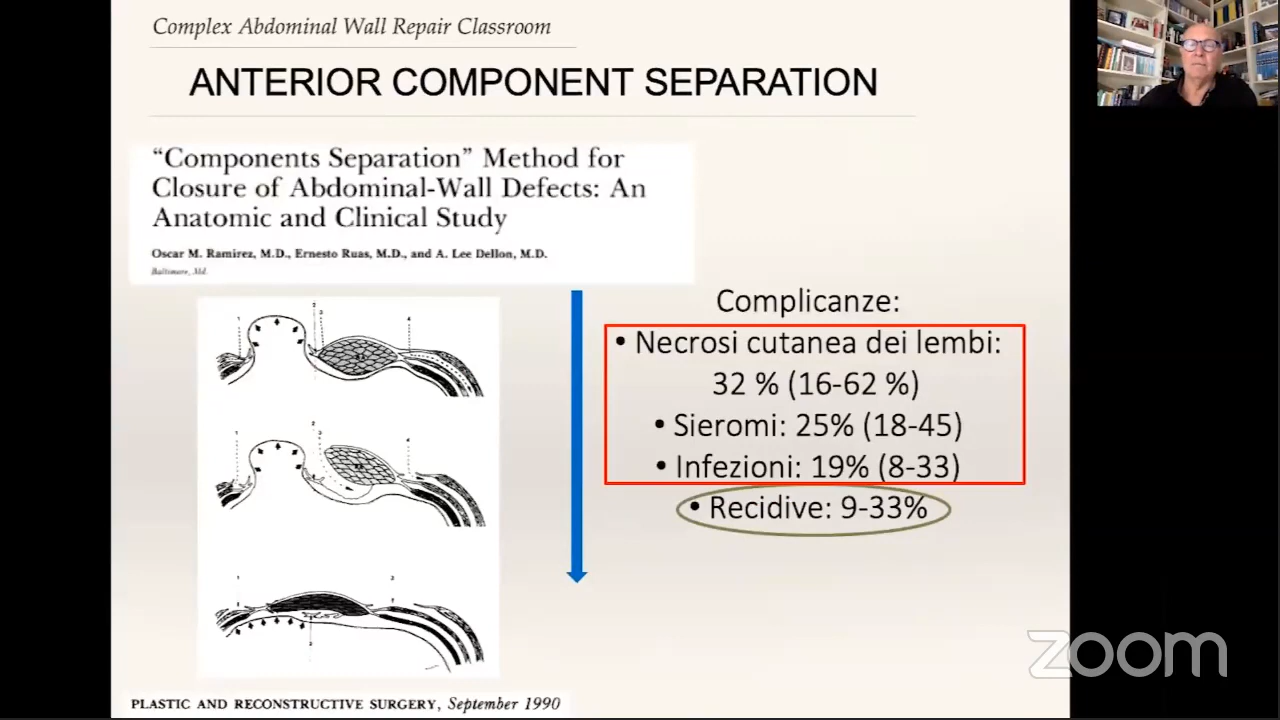 Complex Abdominal Wall Repair Classroom
ANTERIOR COMPONENT SEPARATION
“Components Separation” Method for
Closure of Abdominal-Wall Defects: An
Anatomic and Clinical Study
Oscar M. Ramirez, M.D., Ernesto Ruas, M.D., and A. Lee Dellon, M.D.
Baltimore, Md.
Complicanze:
• Necrosi cutanea dei lembi:
32 % (16-62 %)
• Sieromi: 25% (18-45)
• Infezioni: 19% (8-33)
• Recidive: 9-33%
PLASTIC AND RECONSTRUCTIVE SURGERY, September 1990
zoom